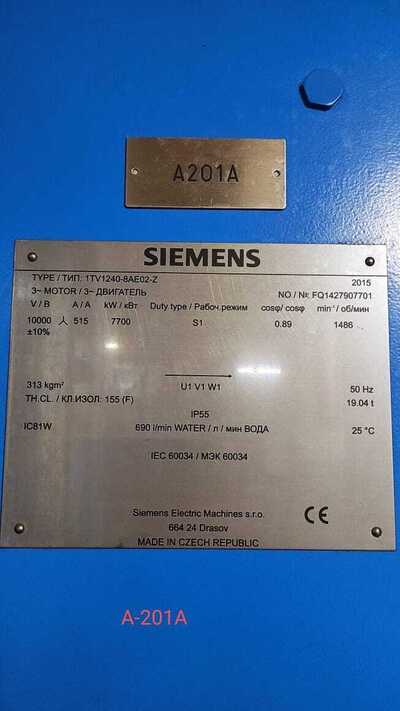 A201A
SIEMENS
TYPE / ТИП: 1TV1240-8AE02-Z 2015
3~ MOTOR / 3~ ДВИГАТЕЛЬ NO / №: FQ1427907701
V / В A / А kW / кВт Duty type / Рабоч.режим cosφ/ cosφ min⁻¹ / об/мин
10000 人 515 7700 S1 0.89 1486
±10%
U1 V1 W1
313 kgm² 50 Hz
TH.CL. / КЛ.ИЗОЛ: 155 (F) 19.04 t
IP55
IC81W 690 l/min WATER / л / мин ВОДА 25 °C
IEC 60034 / МЭК 60034
Siemens Electric Machines s.r.o.
664 24 Drasov
MADE IN CZECH REPUBLIC
CE
A-201A